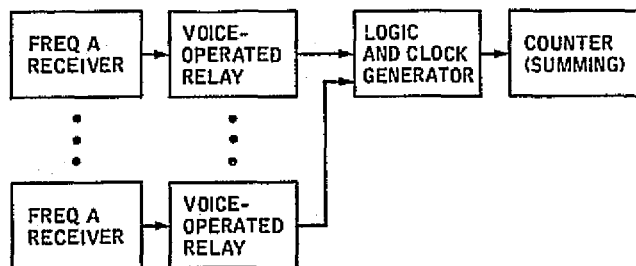 FREQ A
RECEIVER
VOICE-
OPERATED
RELAY
LOGIC
AND CLOCK
GENERATOR
COUNTER
(SUMMING)
FREQ A
RECEIVER
VOICE-
OPERATED
RELAY